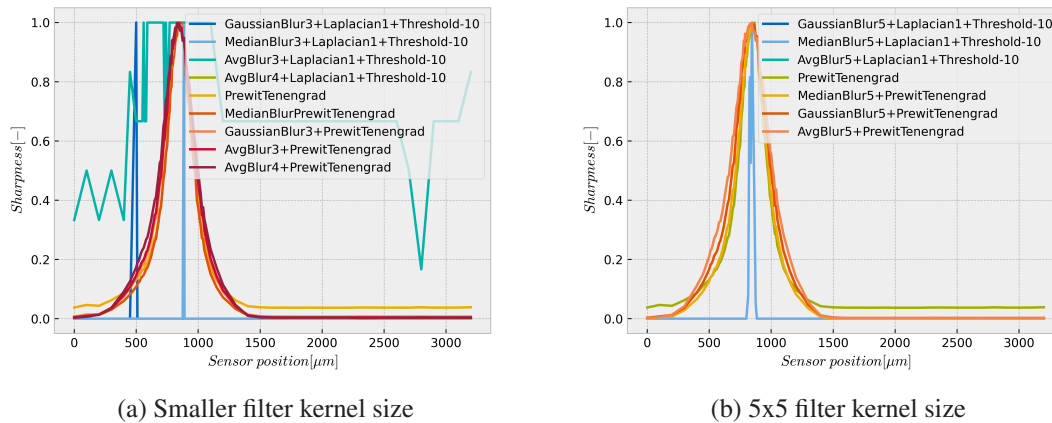 GaussianBlur3+Laplacian1+Threshold-10
MedianBlur3+Laplacian1+Threshold-10
AvgBlur3+Laplacian1+Threshold-10
AvgBlur4+Laplacian1+Threshold-10
PrewitTenengrad
MedianBlurPrewitTenengrad
GaussianBlur3+PrewitTenengrad
AvgBlur3+PrewitTenengrad
AvgBlur4+PrewitTenengrad
1.0
0.8
0.6
0.4
0.2
0.0
Sharpmess[−]
0 500 1000 1500 2000 2500 3000
Sensor position[μm]
(a) Smaller filter kernel size
GaussianBlur5+Laplacian1+Threshold-10
MedianBlur5+Laplacian1+Threshold-10
AvgBlur5+Laplacian1+Threshold-10
PrewitTenengrad
MedianBlur5+PrewitTenengrad
GaussianBlur5+PrewitTenengrad
AvgBlur5+PrewitTenengrad
1.0
0.8
0.6
0.4
0.2
0.0
Sharpmess[−]
0 500 1000 1500 2000 2500 3000
Sensor position[μm]
(b) 5x5 filter kernel size